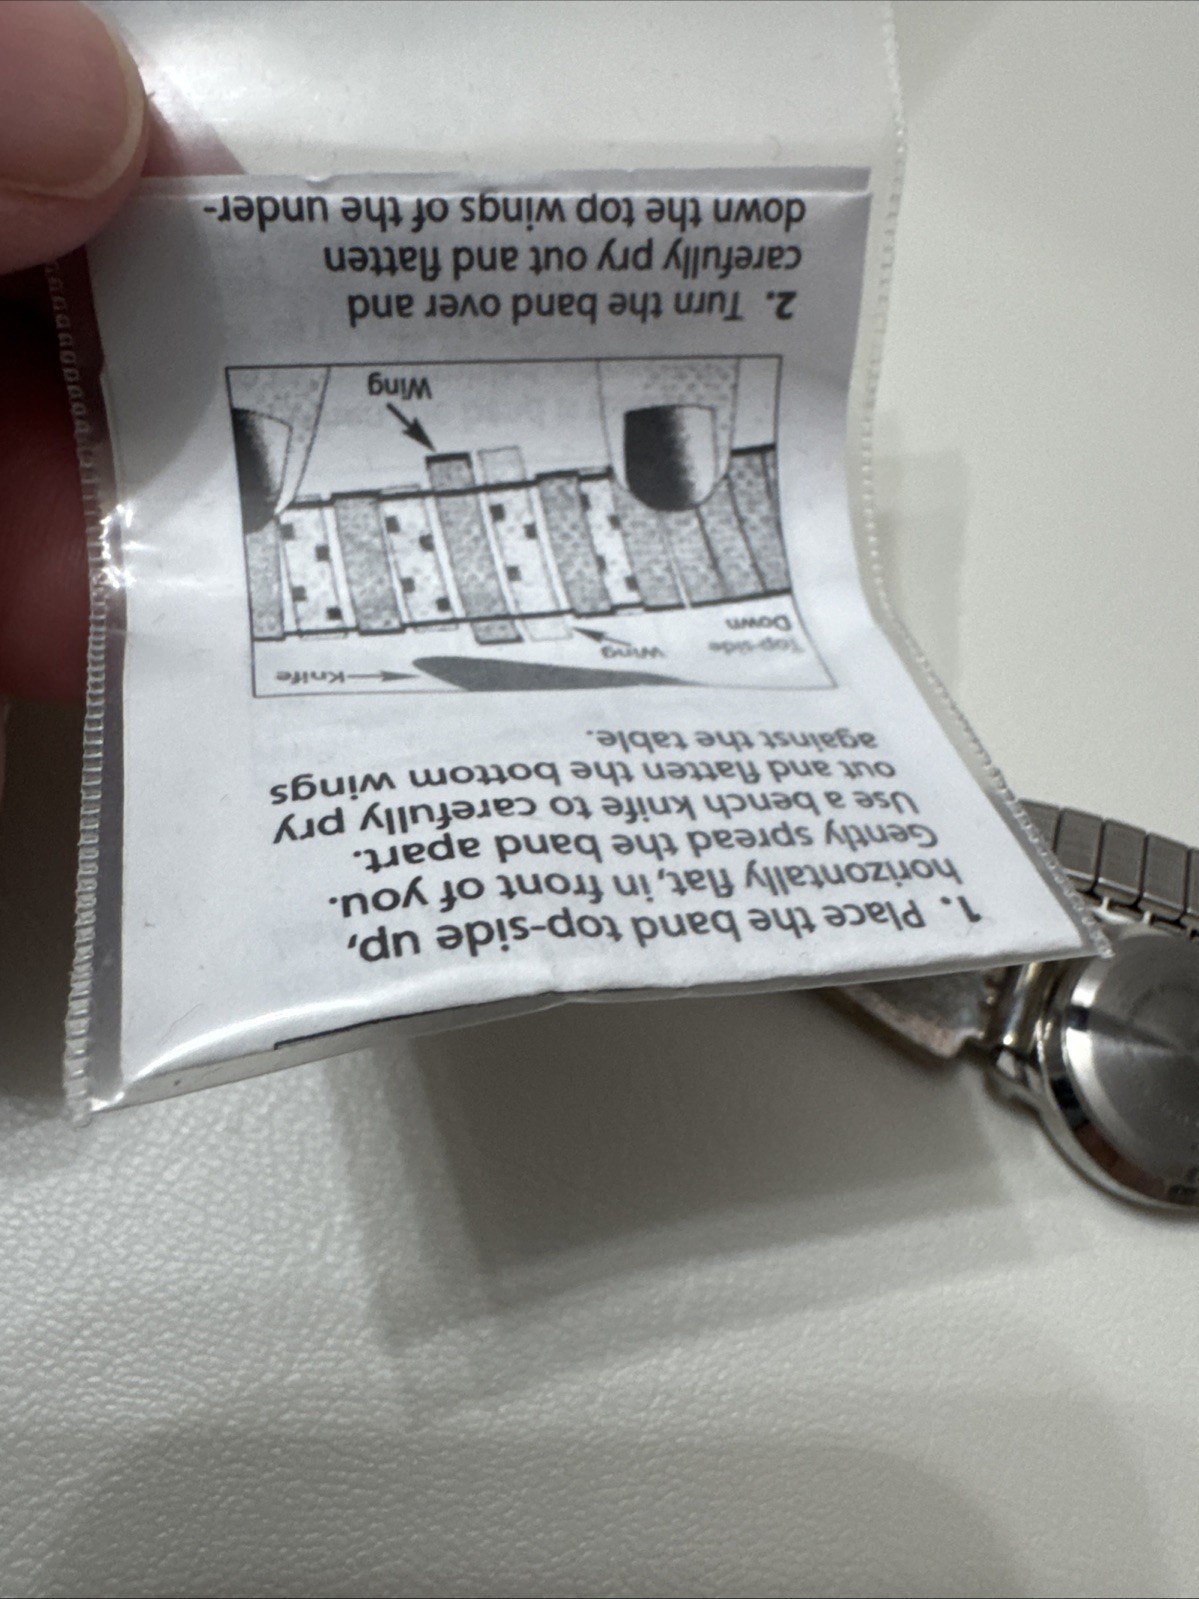 1. Place the band top-side up,
horizontally flat, in front of you.
Gently spread the band apart.
Use a bench knife to carefully pry
out and flatten the bottom wings
against the table.
Knife
Top-side
Down
Wing
Wing
2. Turn the band over and
carefully pry out and flatten
down the top wings of the under-